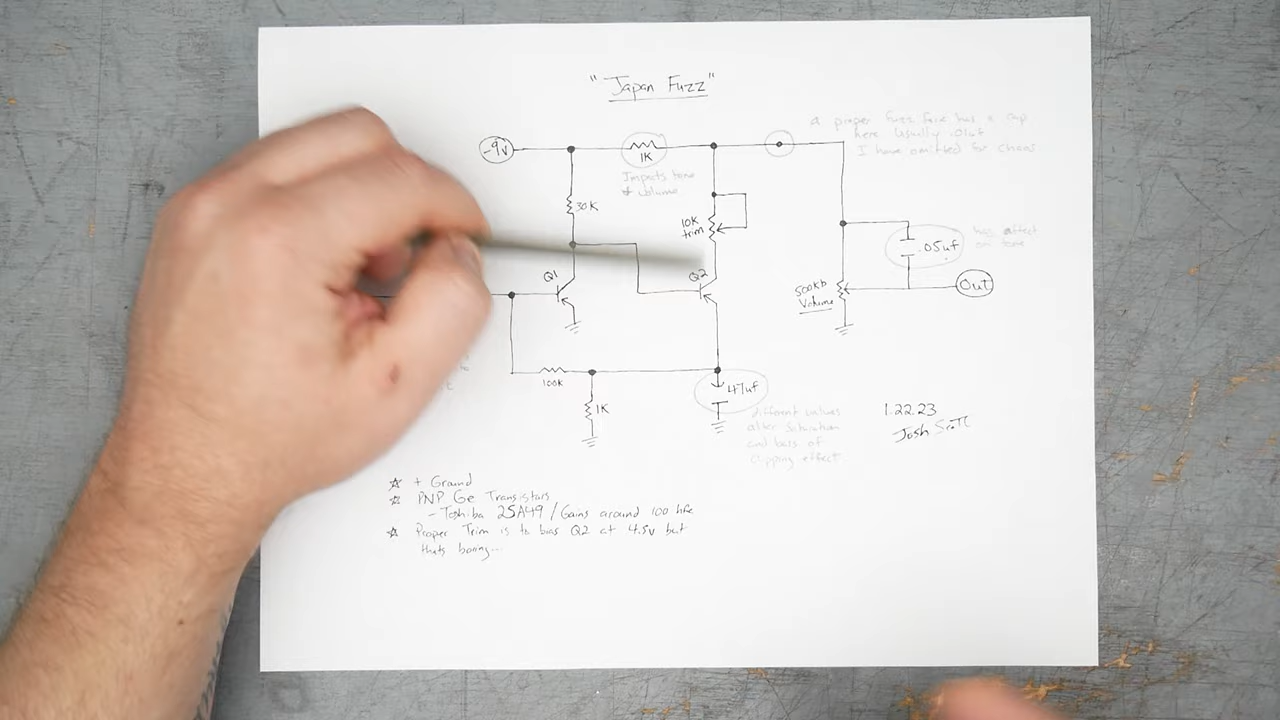 "Japan Fuzz"
-9v
1K
Impacts tone
& Volume
a proper fuzz face has a cap
here usually .01uf
I have omitted for chaos
30K
10K
trim
.05uf
has affect
on tone
Q1
Q2
500Kb
Volume
Out
to
100K
1K
47uf
different values
alter saturation
and bass of
clipping effect
1.22.23
Josh Scott
☆ + Ground
☆ PNP Ge Transistors
- Toshiba 2SA49 / Gains around 100 hfe
☆ Proper Trim is to bias Q2 at 4.5v but
thats boring...